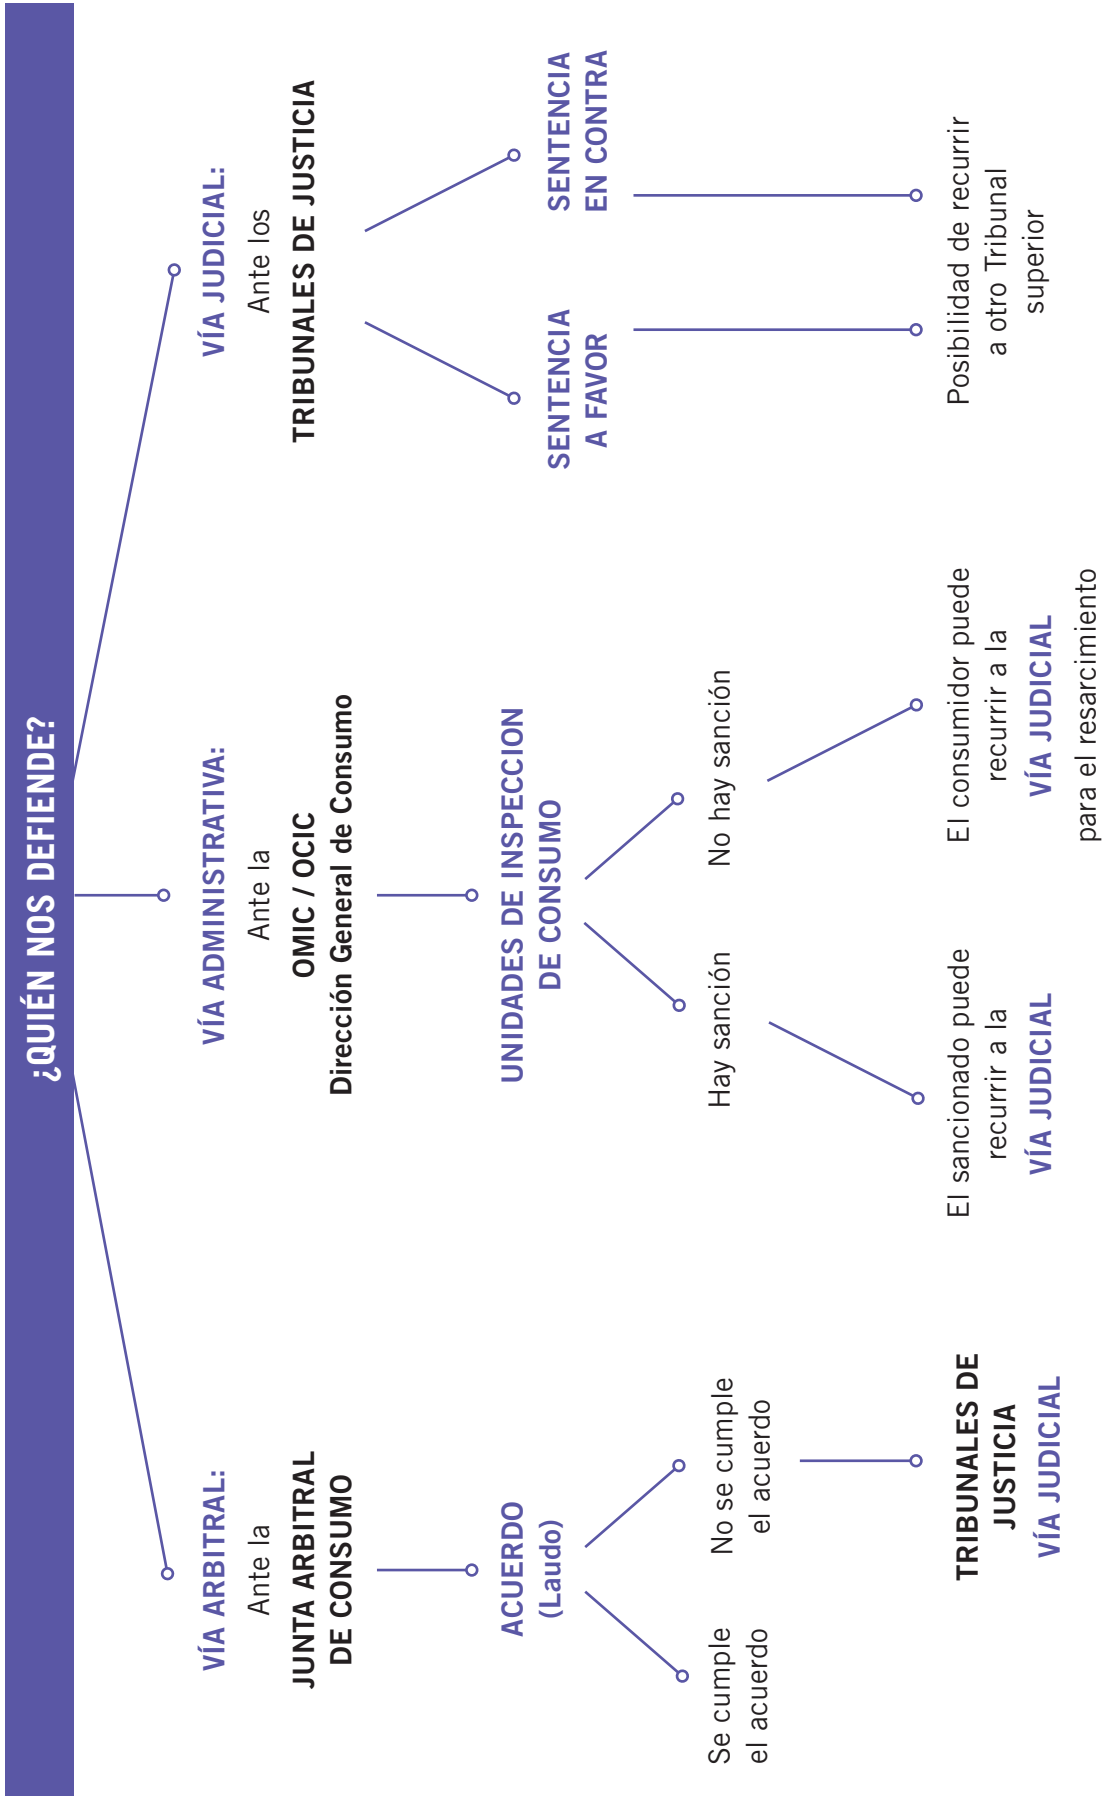 ¿QUIÉN NOS DEFIENDE?
VÍA ARBITRAL:
Ante la
JUNTA ARBITRAL
DE CONSUMO
ACUERDO
(Laudo)
Se cumple
el acuerdo
No se cumple
el acuerdo
TRIBUNALES DE
JUSTICIA
VÍA JUDICIAL
VÍA ADMINISTRATIVA:
Ante la
OMIC / OCIC
Dirección General de Consumo
UNIDADES DE INSPECCION
DE CONSUMO
Hay sanción
No hay sanción
El sancionado puede
recurrir a la
VÍA JUDICIAL
El consumidor puede
recurrir a la
VÍA JUDICIAL
para el resarcimiento
VÍA JUDICIAL:
Ante los
TRIBUNALES DE JUSTICIA
SENTENCIA
A FAVOR
SENTENCIA
EN CONTRA
Posibilidad de recurrir
a otro Tribunal
superior